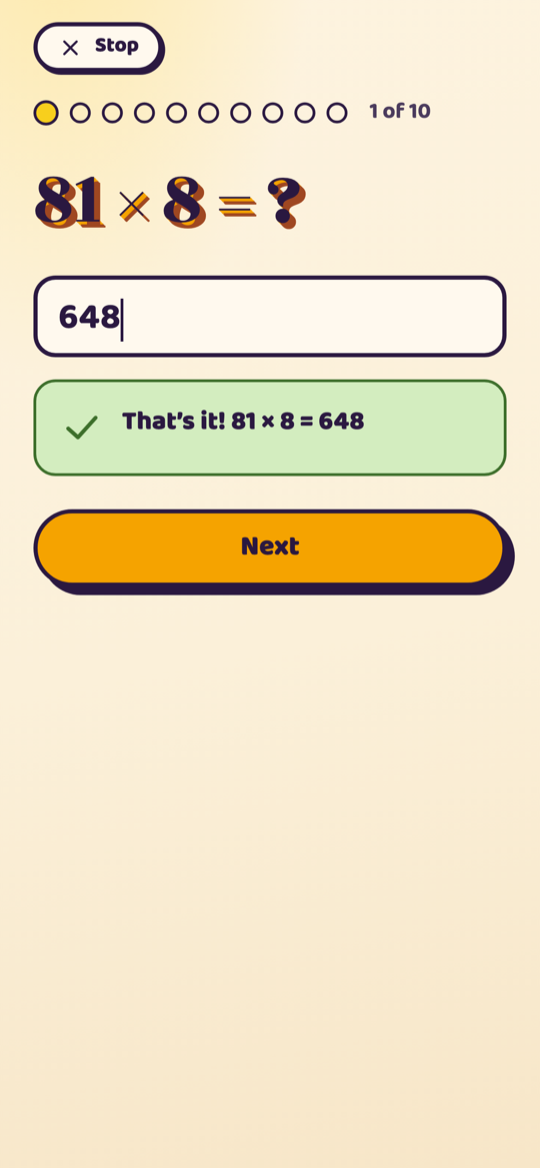 Stop
1 of 10
81 × 8 = ?
648
That's it! 81 × 8 = 648
Next